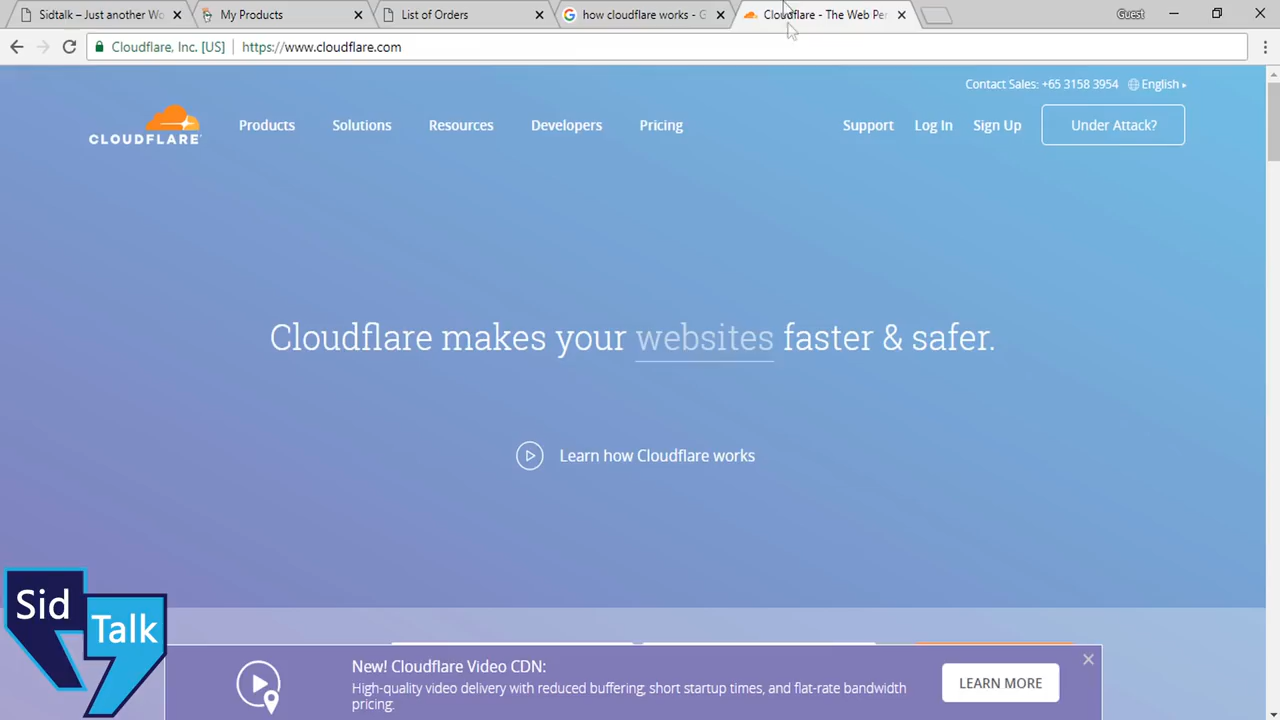 Sidtalk – Just another Wo
My Products
List of Orders
how cloudflare works - G
Cloudflare - The Web Per
Guest
Cloudflare, Inc. [US]
https://www.cloudflare.com
Contact Sales: +65 3158 3954
English
CLOUDFLARE
Products
Solutions
Resources
Developers
Pricing
Support
Log In
Sign Up
Under Attack?
Cloudflare makes your websites faster & safer.
Learn how Cloudflare works
Sid
Talk
New! Cloudflare Video CDN:
High-quality video delivery with reduced buffering, short startup times, and flat-rate bandwidth
pricing.
LEARN MORE